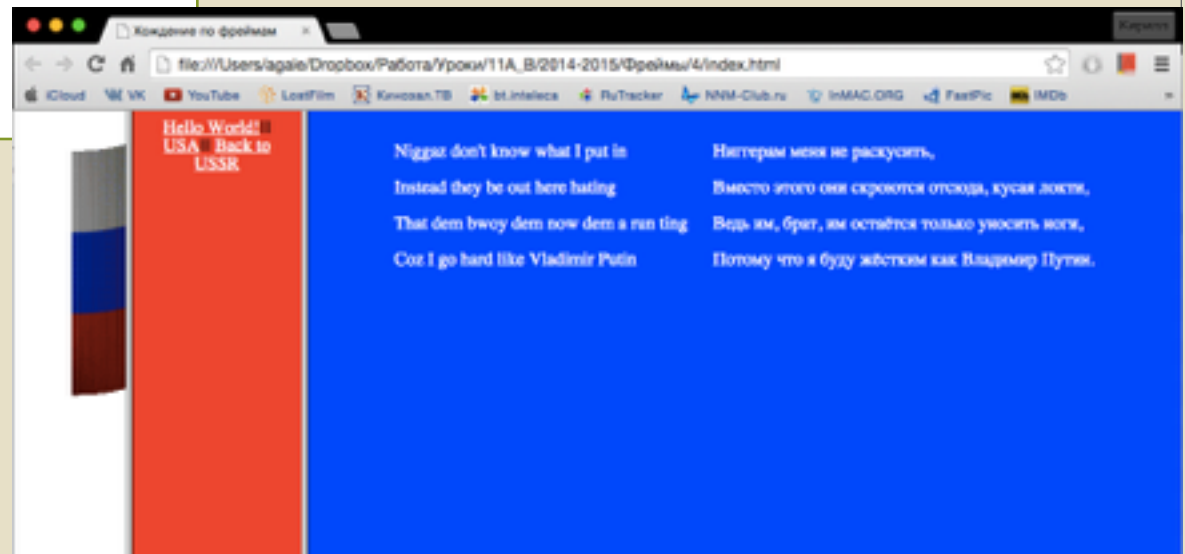 Хождение по фреймам
Кирилл
file:///Users/agaie/Dropbox/Работа/Уроки/11A_B/2014-2015/Фреймы/4/index.html
iCloud VK YouTube LostFilm Кинозал.ТВ bt.inteleca RuTracker NNM-Club.ru InMAC.ORG FastPic IMDb »
Hello World!
USA Back to
USSR
Niggaz don't know what I put in
Ниггерам меня не раскусить,
Instead they be out here hating
Вместо этого они скроются отсюда, кусая локти,
That dem bwoy dem now dem a run ting
Ведь им, брат, им остаётся только уносить ноги,
Coz I go hard like Vladimir Putin
Потому что я буду жёстким как Владимир Путин.